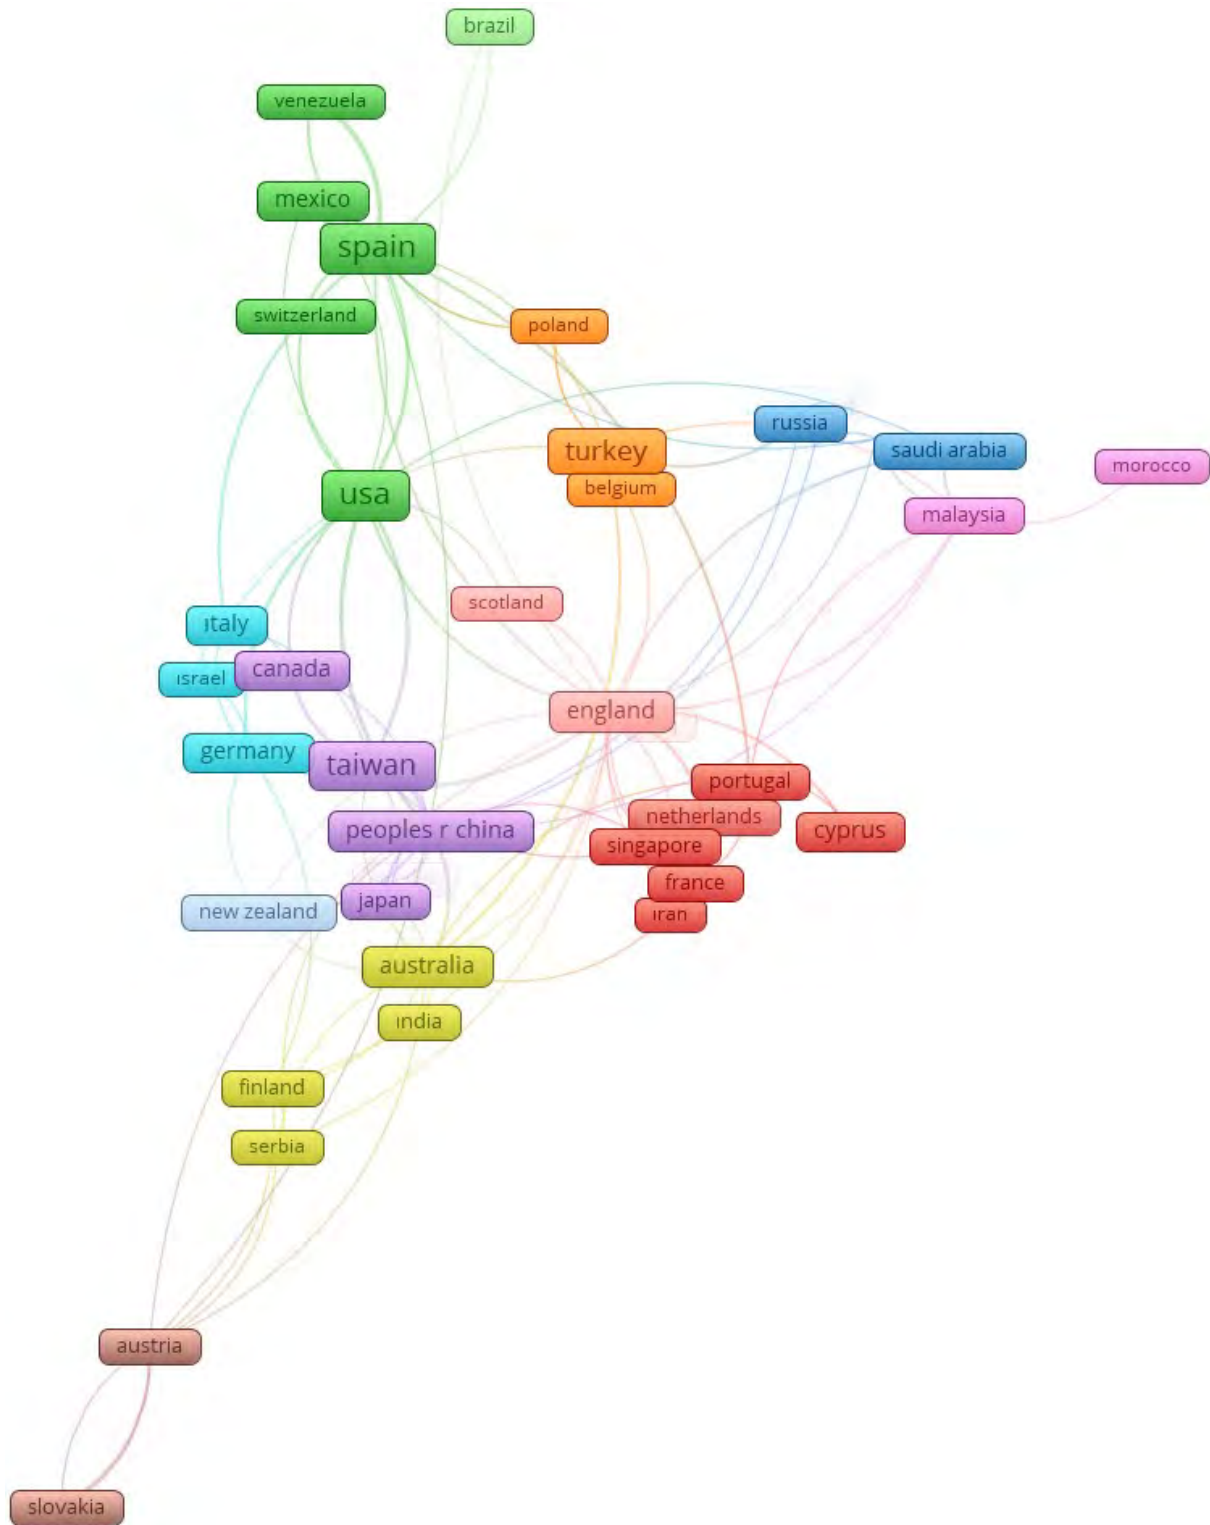 brazil
venezuela
mexico
spain
switzerland
poland
russia
turkey
saudi arabia
morocco
belgium
usa
malaysia
scotland
italy
canada
israel
england
germany
taiwan
portugal
netherlands
peoples r china
cyprus
singapore
france
japan
new zealand
iran
australia
india
finland
serbia
austria
slovakia